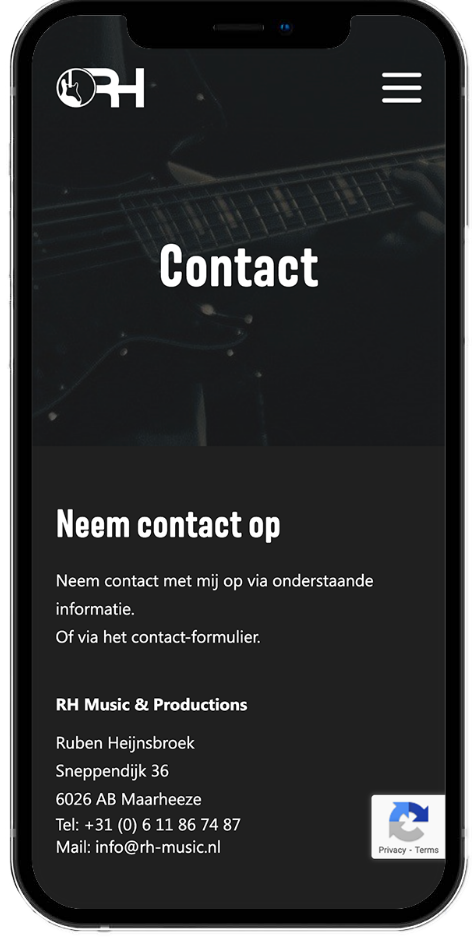 RH
Contact
Neem contact op
Neem contact met mij op via onderstaande
informatie.
Of via het contact-formulier.
RH Music & Productions
Ruben Heijnsbroek
Sneppendijk 36
6026 AB Maarheeze
Tel: +31 (0) 6 11 86 74 87
Mail: info@rh-music.nl
Privacy - Terms